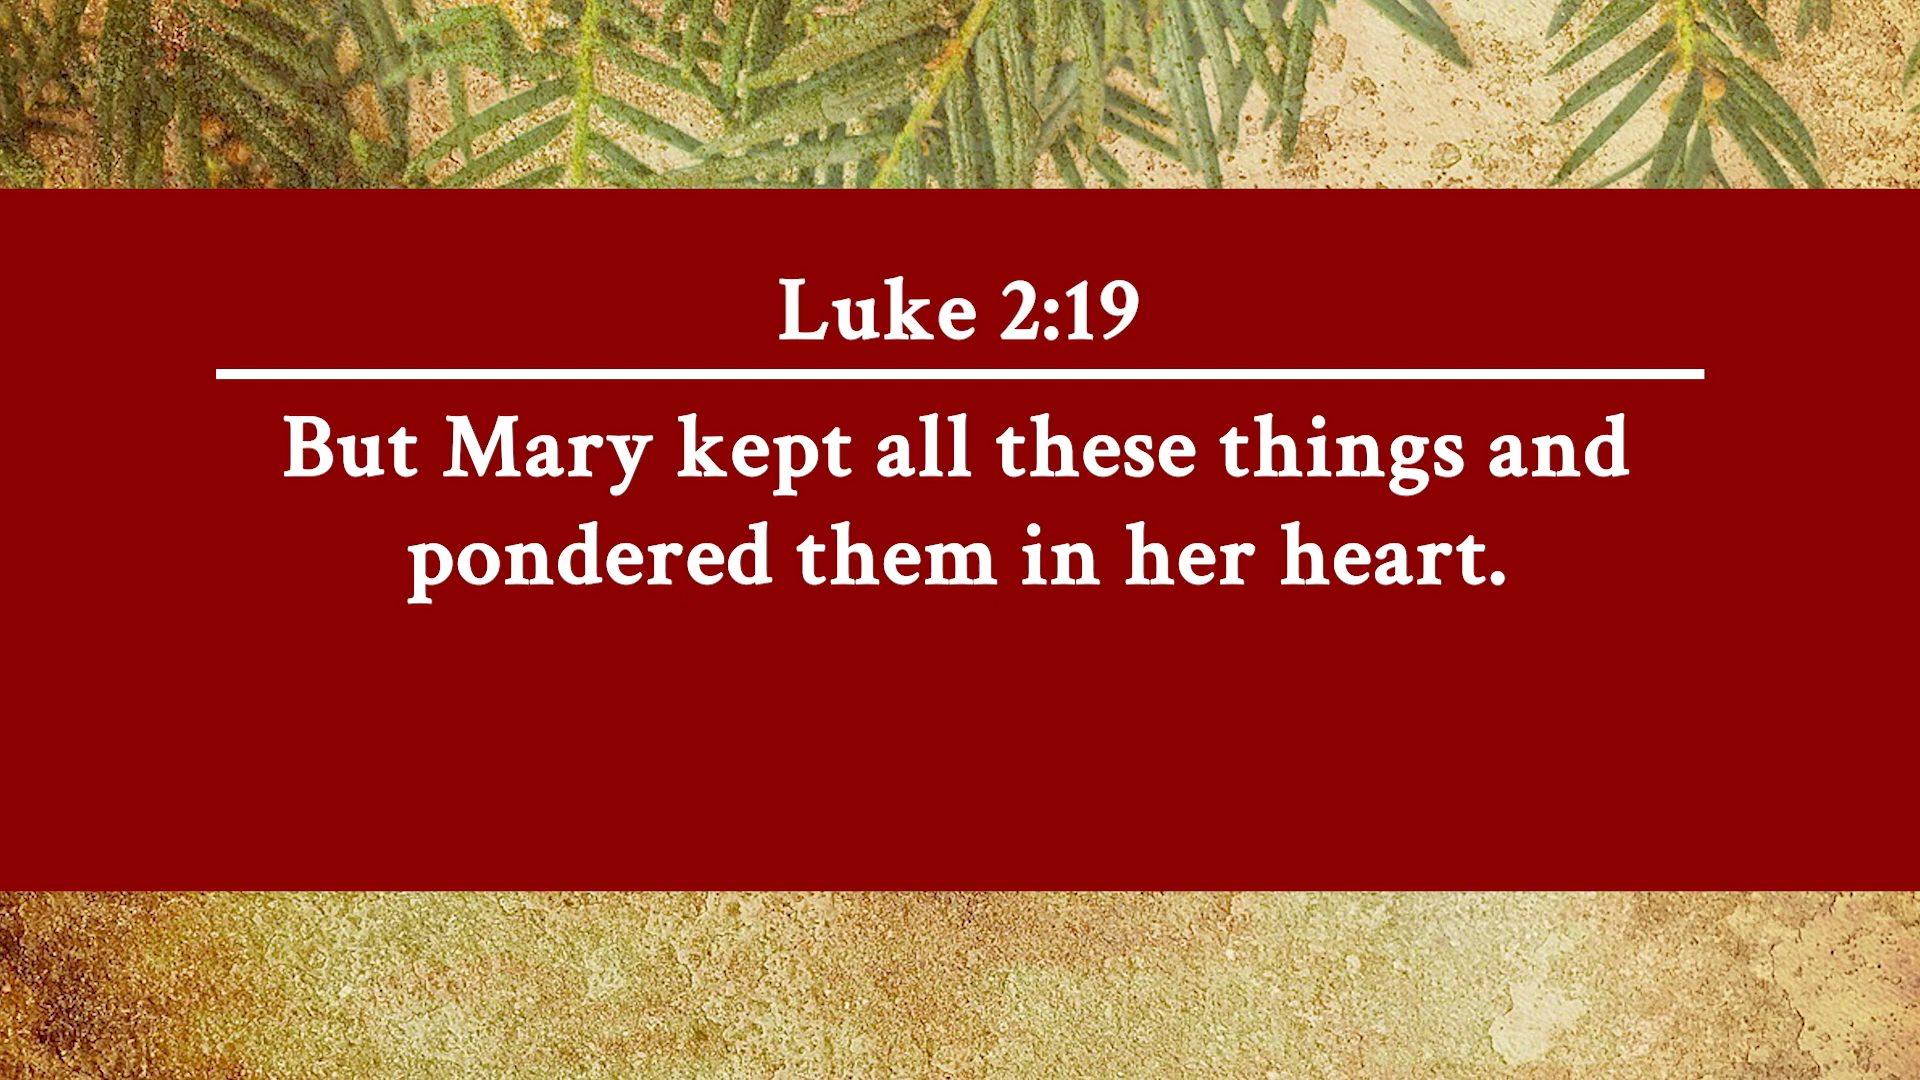 Luke 2:19
But Mary kept all these things and
pondered them in her heart.